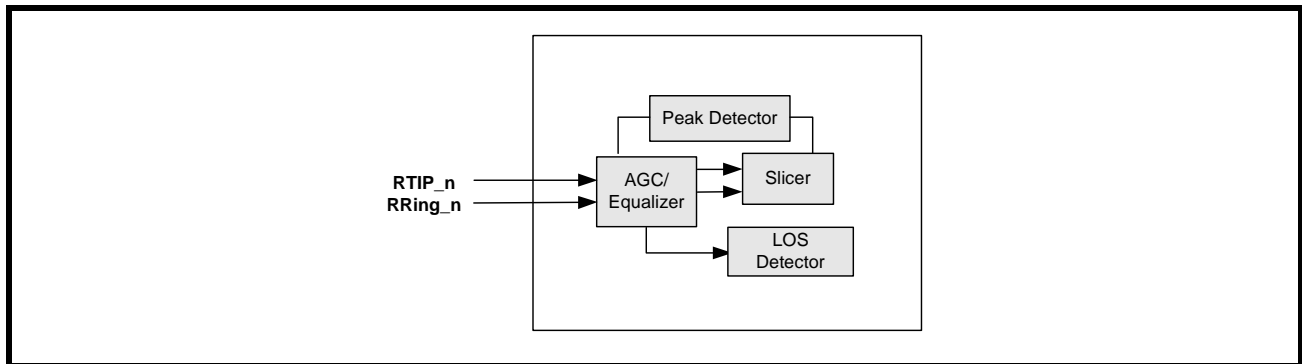 Peak Detector
RTIP_n
RRing_n
AGC/
Equalizer
Slicer
LOS
Detector